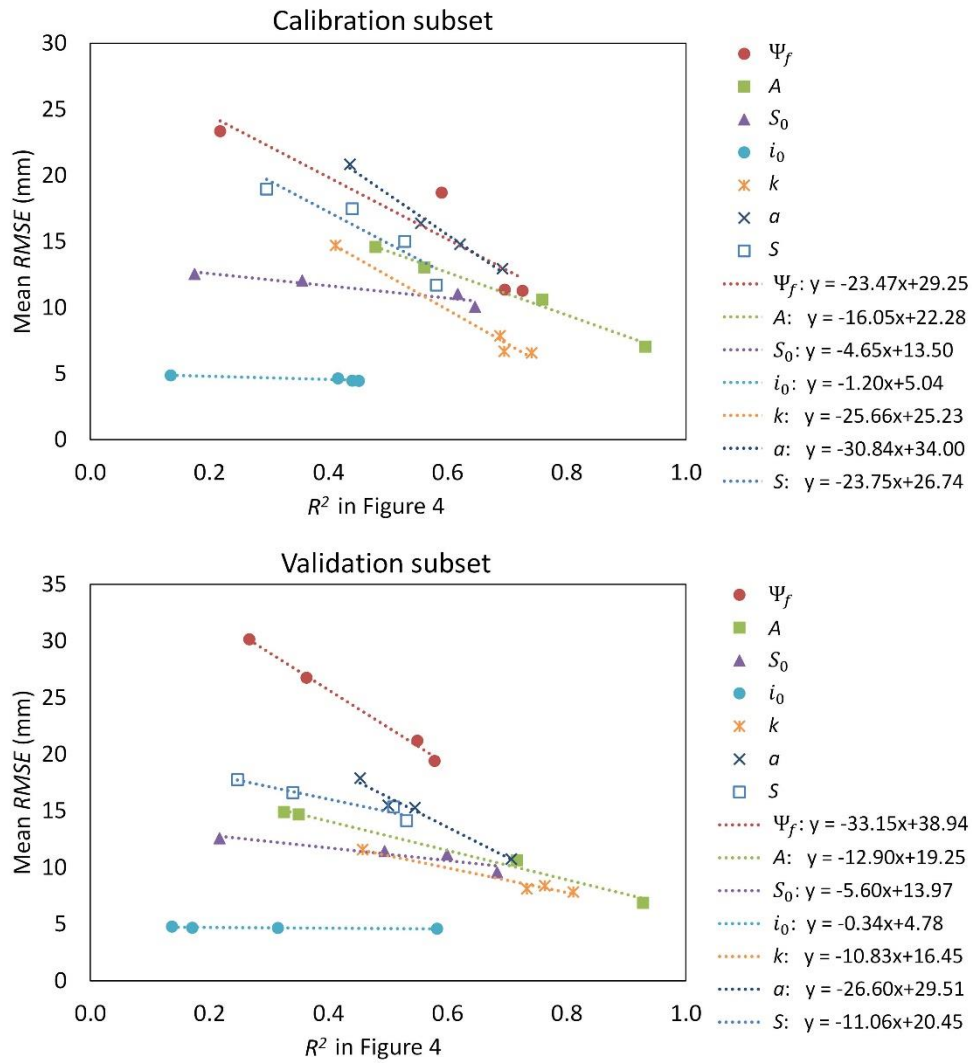 Calibration subset
30
25
20
15
10
5
0
Mean RMSE (mm)
0.0 0.2 0.4 0.6 0.8 1.0
R² in Figure 4
Ψ_f
A
S₀
i₀
k
a
S
Ψ_f: y = -23.47x+29.25
A: y = -16.05x+22.28
S₀: y = -4.65x+13.50
i₀: y = -1.20x+5.04
k: y = -25.66x+25.23
a: y = -30.84x+34.00
S: y = -23.75x+26.74
Validation subset
35
30
25
20
15
10
5
0
Mean RMSE (mm)
0.0 0.2 0.4 0.6 0.8 1.0
R² in Figure 4
Ψ_f
A
S₀
i₀
k
a
S
Ψ_f: y = -33.15x+38.94
A: y = -12.90x+19.25
S₀: y = -5.60x+13.97
i₀: y = -0.34x+4.78
k: y = -10.83x+16.45
a: y = -26.60x+29.51
S: y = -11.06x+20.45